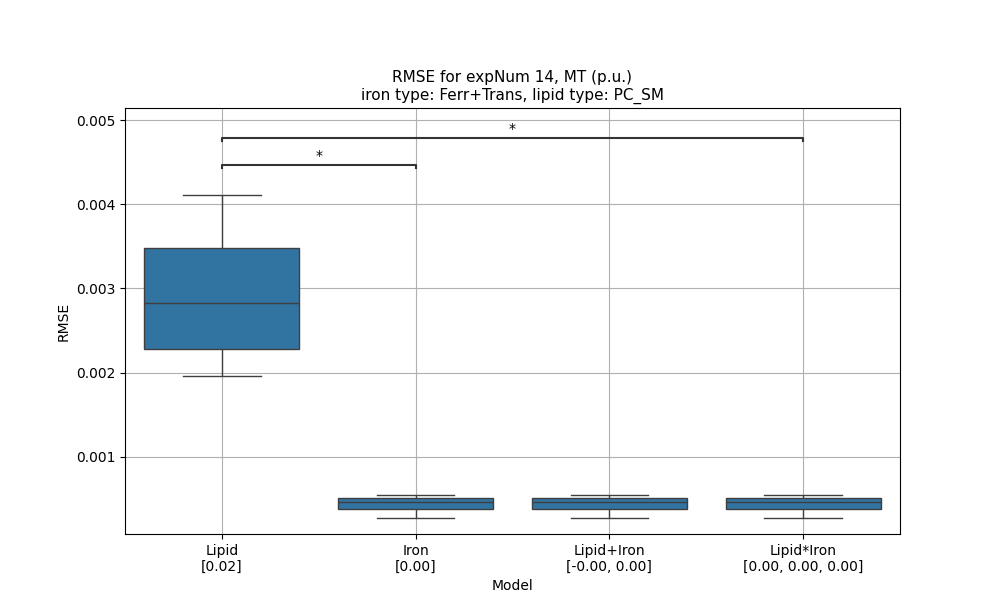 RMSE for expNum 14, MT (p.u.)
iron type: Ferr+Trans, lipid type: PC_SM
0.005
0.004
0.003
0.002
0.001
RMSE
*
*
Lipid
[0.02]
Iron
[0.00]
Lipid+Iron
[-0.00, 0.00]
Lipid*Iron
[0.00, 0.00, 0.00]
Model